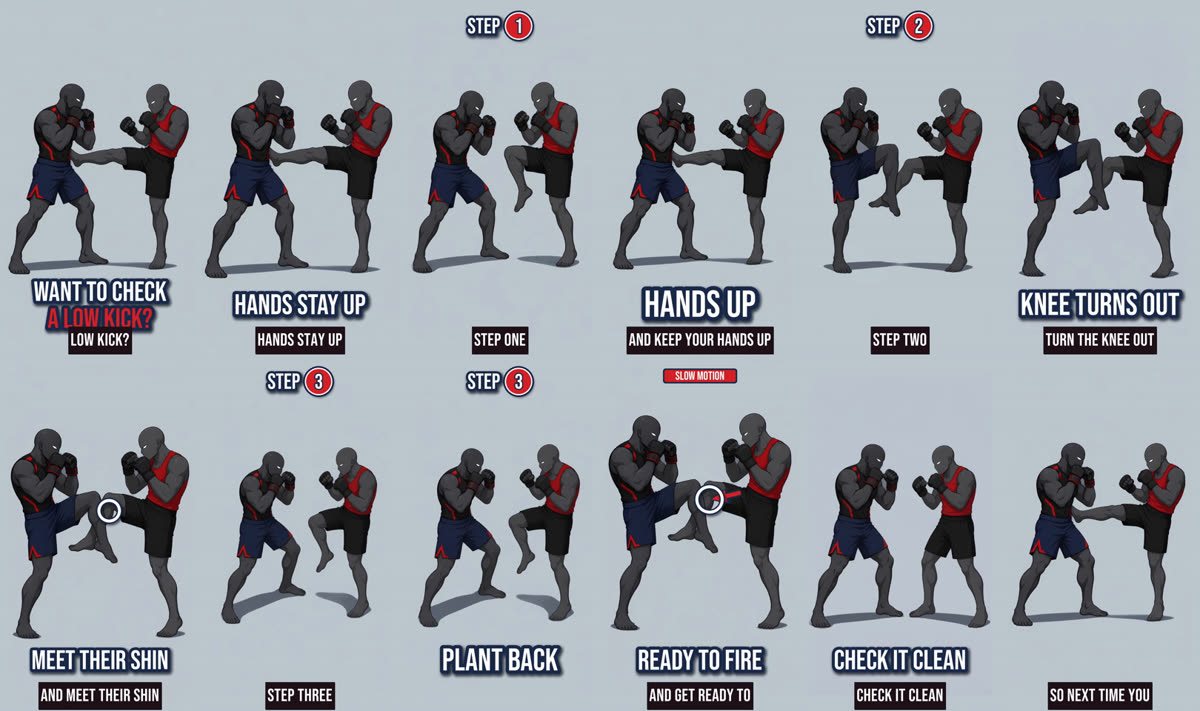 STEP 1
STEP 2
WANT TO CHECK
A LOW KICK?
LOW KICK?
HANDS STAY UP
HANDS STAY UP
STEP ONE
HANDS UP
AND KEEP YOUR HANDS UP
STEP TWO
KNEE TURNS OUT
TURN THE KNEE OUT
STEP 3
STEP 3
SLOW MOTION
MEET THEIR SHIN
AND MEET THEIR SHIN
STEP THREE
PLANT BACK
READY TO FIRE
AND GET READY TO
CHECK IT CLEAN
CHECK IT CLEAN
SO NEXT TIME YOU